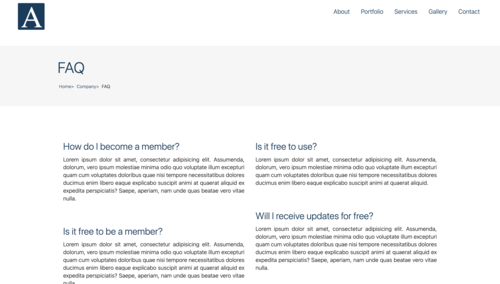 A
About Portfolio Services Gallery Contact
FAQ
Home> Company> FAQ
How do I become a member?
Lorem ipsum dolor sit amet, consectetur adipisicing elit. Assumenda,
dolorum, vero ipsum molestiae minima odio quo voluptate illum excepturi
quam cum voluptates doloribus quae nisi tempore necessitatibus dolores
ducimus enim libero eaque explicabo suscipit animi at quaerat aliquid ex
expedita perspiciatis? Saepe, aperiam, nam unde quas beatae vero vitae
nulla.
Is it free to be a member?
Lorem ipsum dolor sit amet, consectetur adipisicing elit. Assumenda,
dolorum, vero ipsum molestiae minima odio quo voluptate illum excepturi
quam cum voluptates doloribus quae nisi tempore necessitatibus dolores
ducimus enim libero eaque explicabo suscipit animi at quaerat aliquid ex
expedita perspiciatis? Saepe, aperiam, nam unde quas beatae vero vitae
nulla.
Is it free to use?
Lorem ipsum dolor sit amet, consectetur adipisicing elit. Assumenda,
dolorum, vero ipsum molestiae minima odio quo voluptate illum excepturi
quam cum voluptates doloribus quae nisi tempore necessitatibus dolores
ducimus enim libero eaque explicabo suscipit animi at quaerat aliquid.
Will I receive updates for free?
Lorem ipsum dolor sit amet, consectetur adipisicing elit. Assumenda,
dolorum, vero ipsum molestiae minima odio quo voluptate illum excepturi
quam cum voluptates doloribus quae nisi tempore necessitatibus dolores
ducimus enim libero eaque explicabo suscipit animi at quaerat aliquid ex
expedita perspiciatis? Saepe, aperiam, nam unde quas beatae vero vitae
nulla.